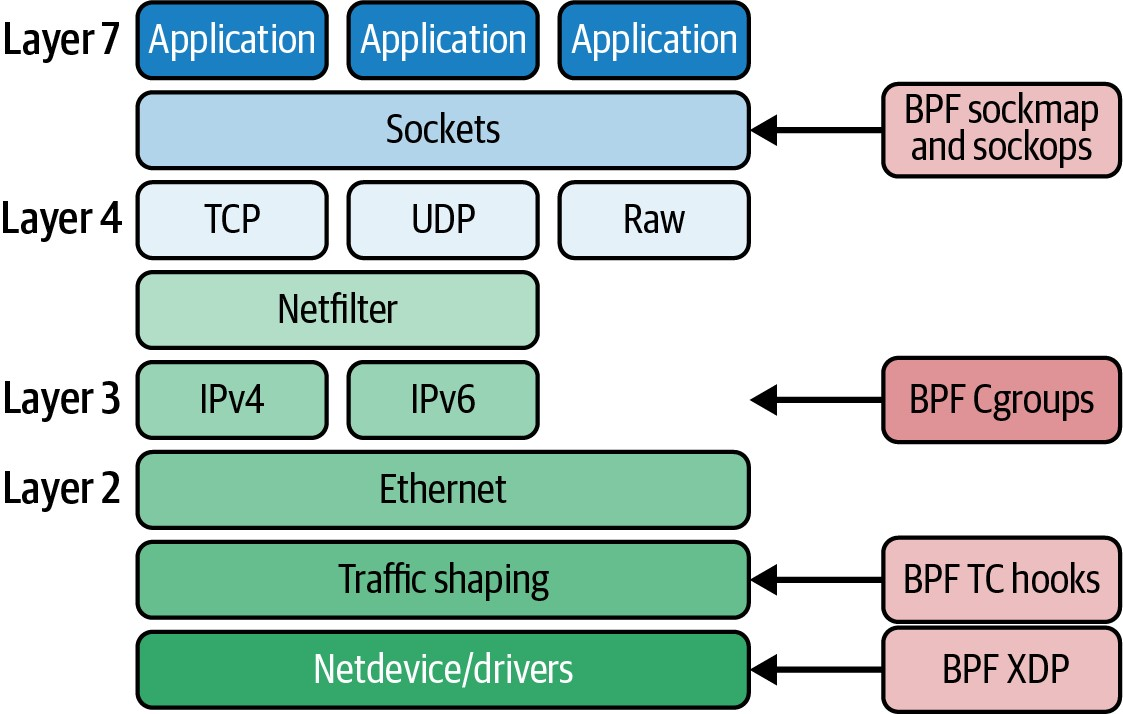 Layer 7
Application
Application
Application
Sockets
BPF sockmap
and sockops
Layer 4
TCP
UDP
Raw
Netfilter
Layer 3
IPv4
IPv6
BPF Cgroups
Layer 2
Ethernet
Traffic shaping
BPF TC hooks
Netdevice/drivers
BPF XDP